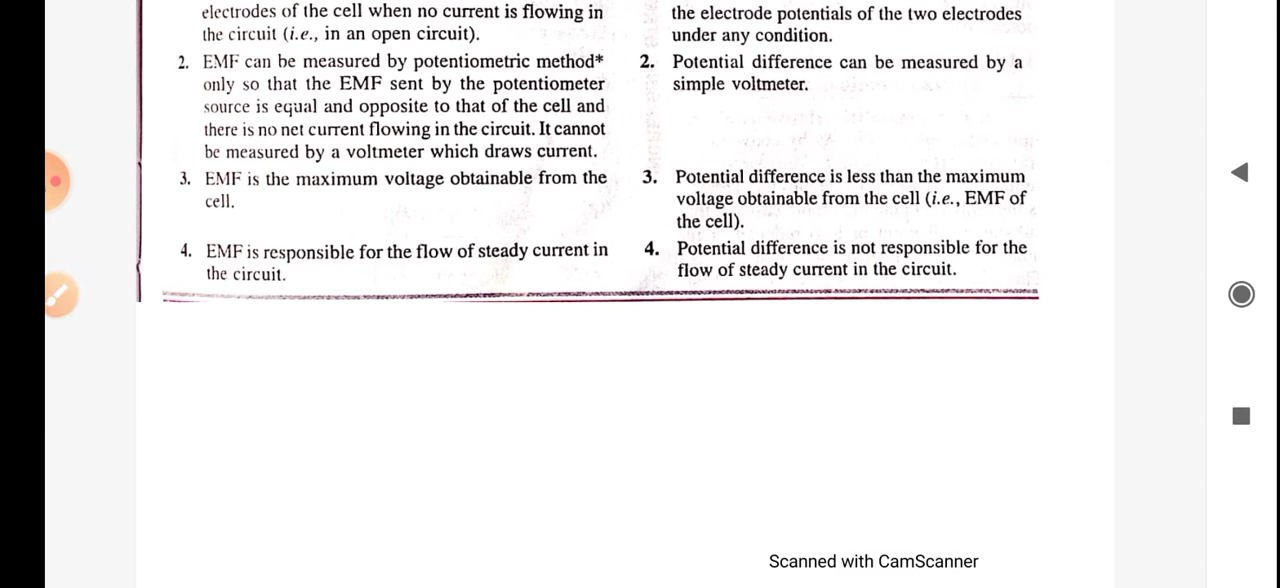 electrodes of the cell when no current is flowing in
the circuit (i.e., in an open circuit).
2. EMF can be measured by potentiometric method*
only so that the EMF sent by the potentiometer
source is equal and opposite to that of the cell and
there is no net current flowing in the circuit. It cannot
be measured by a voltmeter which draws current.
3. EMF is the maximum voltage obtainable from the
cell.
4. EMF is responsible for the flow of steady current in
the circuit.
the electrode potentials of the two electrodes
under any condition.
2. Potential difference can be measured by a
simple voltmeter.
3. Potential difference is less than the maximum
voltage obtainable from the cell (i.e., EMF of
the cell).
4. Potential difference is not responsible for the
flow of steady current in the circuit.
Scanned with CamScanner